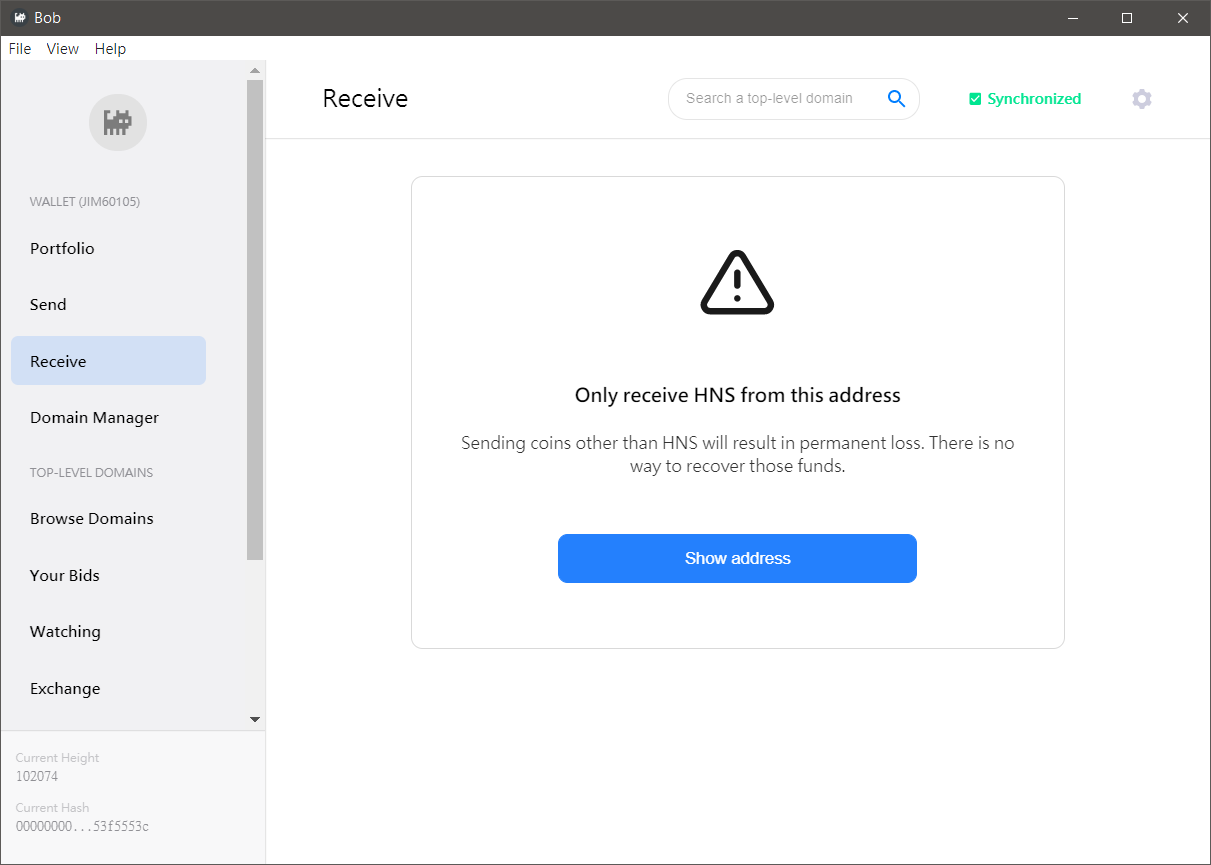 Bob
File View Help
Receive
Search a top-level domain
Synchronized
WALLET (JIM60105)
Portfolio
Send
Receive
Domain Manager
TOP-LEVEL DOMAINS
Browse Domains
Your Bids
Watching
Exchange
Current Height
102074
Current Hash
00000000...53f5553c
Only receive HNS from this address
Sending coins other than HNS will result in permanent loss. There is no
way to recover those funds.
Show address